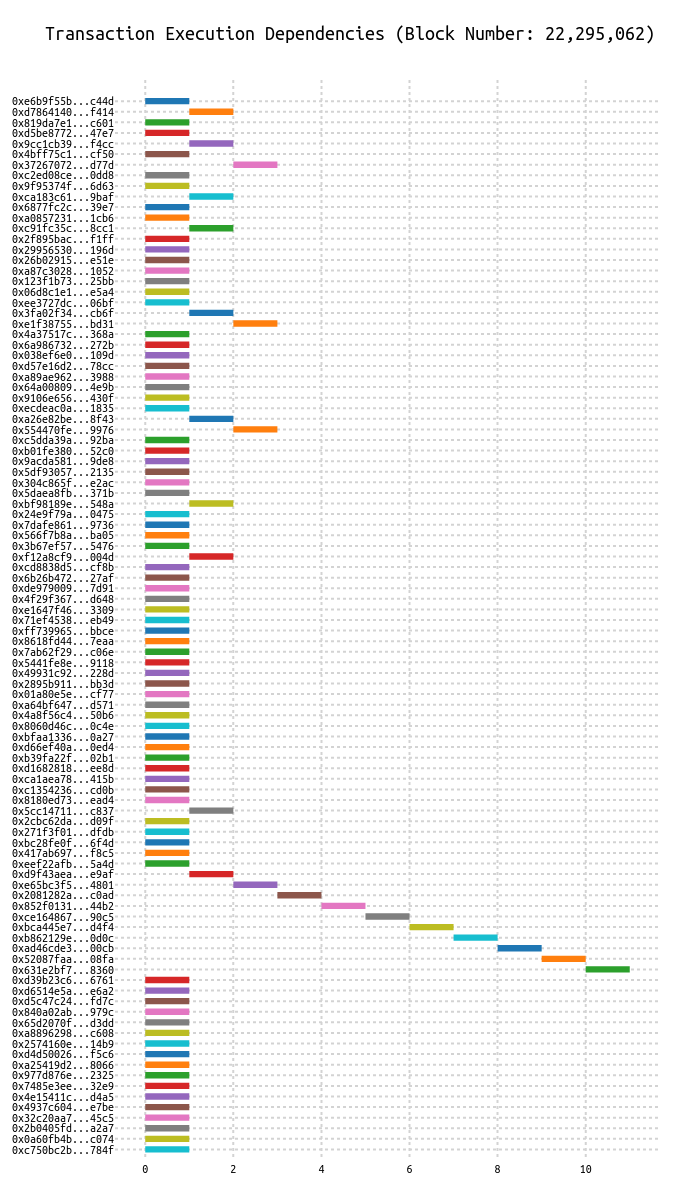 Transaction Execution Dependencies (Block Number: 22,295,062)
0xe6b9f55b...c44d
0xd7864140...f414
0x819da7e1...c601
0xd5be8772...47e7
0x9cc1cb39...f4cc
0x4bff75c1...cf50
0x37267072...d77d
0xc2ed08ce...0dd8
0x9f95374f...6d63
0xca183c61...9baf
0x6877fc2c...39e7
0xa0857231...1cb6
0xc91fc35c...8cc1
0x2f895bac...f1ff
0x29956530...196d
0x26b02915...e51e
0xa87c3028...1052
0x123f1b73...25bb
0x06d8c1e1...e5a4
0xee3727dc...06bf
0x3fa02f34...cb6f
0xe1f38755...bd31
0x4a37517c...368a
0x6a986732...272b
0x038ef6e0...109d
0xd57e16d2...78cc
0xa89ae962...3988
0x64a00809...4e9b
0x9106e656...430f
0xecdeac0a...1835
0xa26e82be...8f43
0x554470fe...9976
0xc5dda39a...92ba
0xb01fe380...52c0
0x9acda581...9de8
0x5df93057...2135
0x304c865f...e2ac
0x5daea8fb...371b
0xbf98189e...548a
0x24e9f79a...0475
0x7dafe861...9736
0x566f7b8a...ba05
0x3b67ef57...5476
0xf12a8cf9...004d
0xcd8838d5...cf8b
0x6b26b472...27af
0xde979009...7d91
0x4f29f367...d648
0xe1647f46...3309
0x71ef4538...eb49
0xff739965...bbce
0x8618fd44...7eaa
0x7ab62f29...c06e
0x5441fe8e...9118
0x49931c92...228d
0x2895b911...bb3d
0x01a80e5e...cf77
0xa64bf647...d571
0x4a8f56c4...50b6
0x8060d46c...0c4e
0xbfaa1336...0a27
0xd66ef40a...0ed4
0xb39fa22f...02b1
0xd1682818...ee8d
0xca1aea78...415b
0xc1354236...cd0b
0x8180ed73...ead4
0x5cc14711...c837
0x2cbc62da...d09f
0x271f3f01...dfdb
0xbc28fe0f...6f4d
0x417ab697...f8c5
0xeef22afb...5a4d
0xd9f43aea...e9af
0xe65bc3f5...4801
0x2081282a...c0ad
0x852f0131...44b2
0xce164867...90c5
0xbca445e7...d4f4
0xb862129e...0d0c
0xad46cde3...00cb
0x52087faa...08fa
0x631e2bf7...8360
0xd39b23c6...6761
0xd6514e5a...e6a2
0xd5c47c24...fd7c
0x840a02ab...979c
0x65d2070f...d3dd
0xa8896298...c608
0x2574160e...14b9
0xd4d50026...f5c6
0xa25419d2...8066
0x977d876e...2325
0x7485e3ee...32e9
0x4e15411c...d4a5
0x4937c604...e7be
0x32c20aa7...45c5
0x2b0405fd...a2a7
0x0a60fb4b...c074
0xc750bc2b...784f
0 2 4 6 8 10